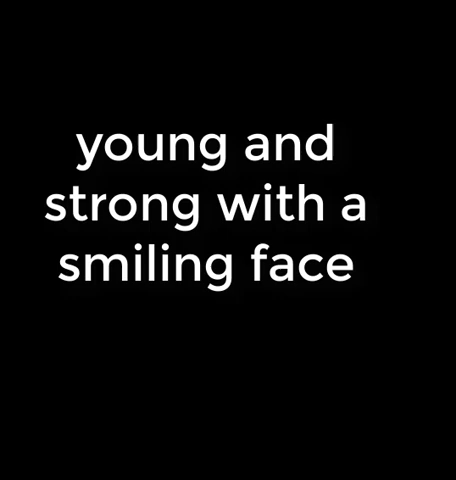 young and
strong with a
smiling face